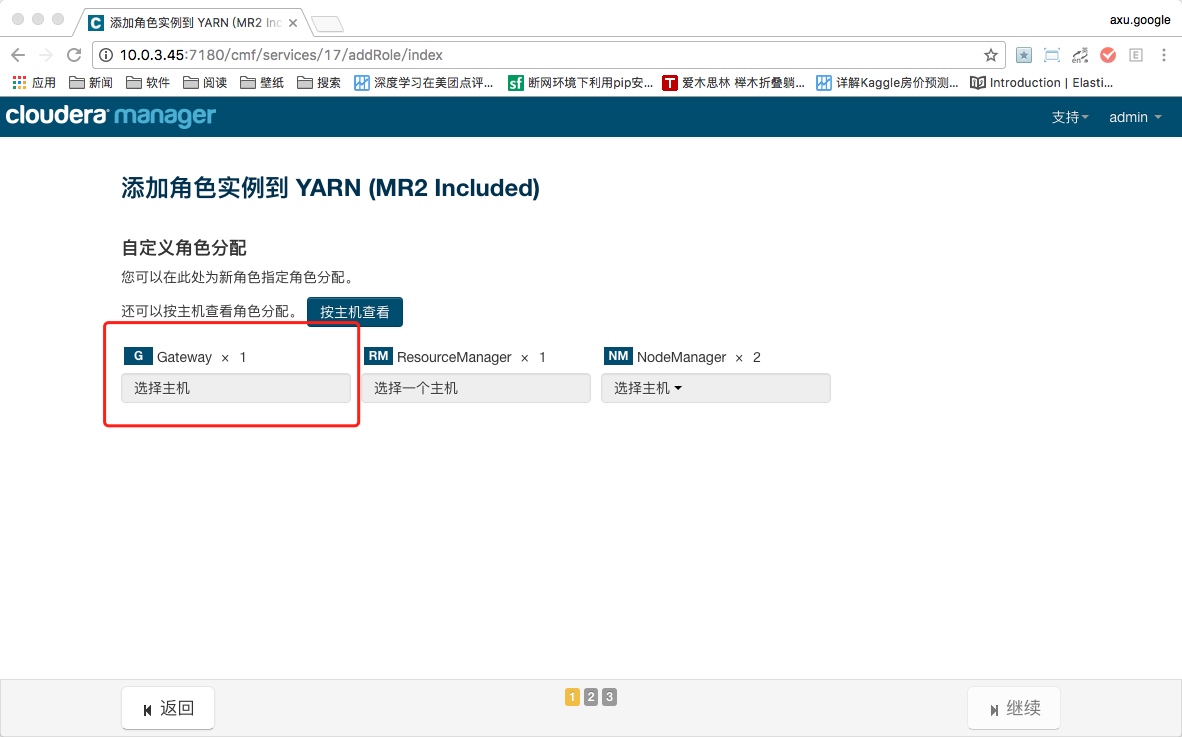 添加角色实例到 YARN (MR2 Inc
axu.google
10.0.3.45:7180/cmf/services/17/addRole/index
应用 新闻 软件 阅读 壁纸 搜索 深度学习在美团点评... sf 断网环境下利用pip安... T 爱木思林 榉木折叠躺... 详解Kaggle房价预测... Introduction | Elasti...
cloudera manager 支持 admin
添加角色实例到 YARN (MR2 Included)
自定义角色分配
您可以在此处为新角色指定角色分配。
还可以按主机查看角色分配。 按主机查看
G Gateway × 1 RM ResourceManager × 1 NM NodeManager × 2
选择主机 选择一个主机 选择主机
返回 1 2 3 继续